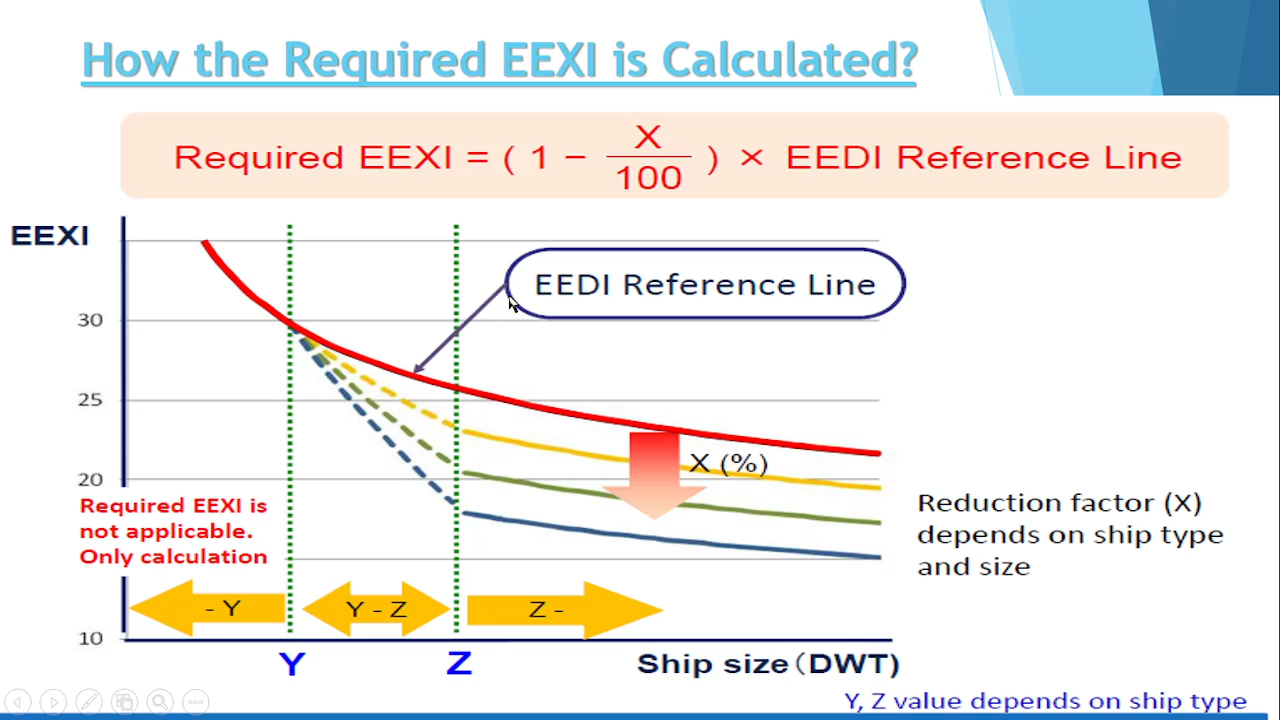 How the Required EEXI is Calculated?
Required EEXI = ( 1 − X/100 ) × EEDI Reference Line
EEXI
EEDI Reference Line
30
25
X (%)
20
Required EEXI is
not applicable.
Only calculation
Reduction factor (X)
depends on ship type
and size
- Y
Y - Z
Z -
10
Y
Z
Ship size（DWT)
Y, Z value depends on ship type